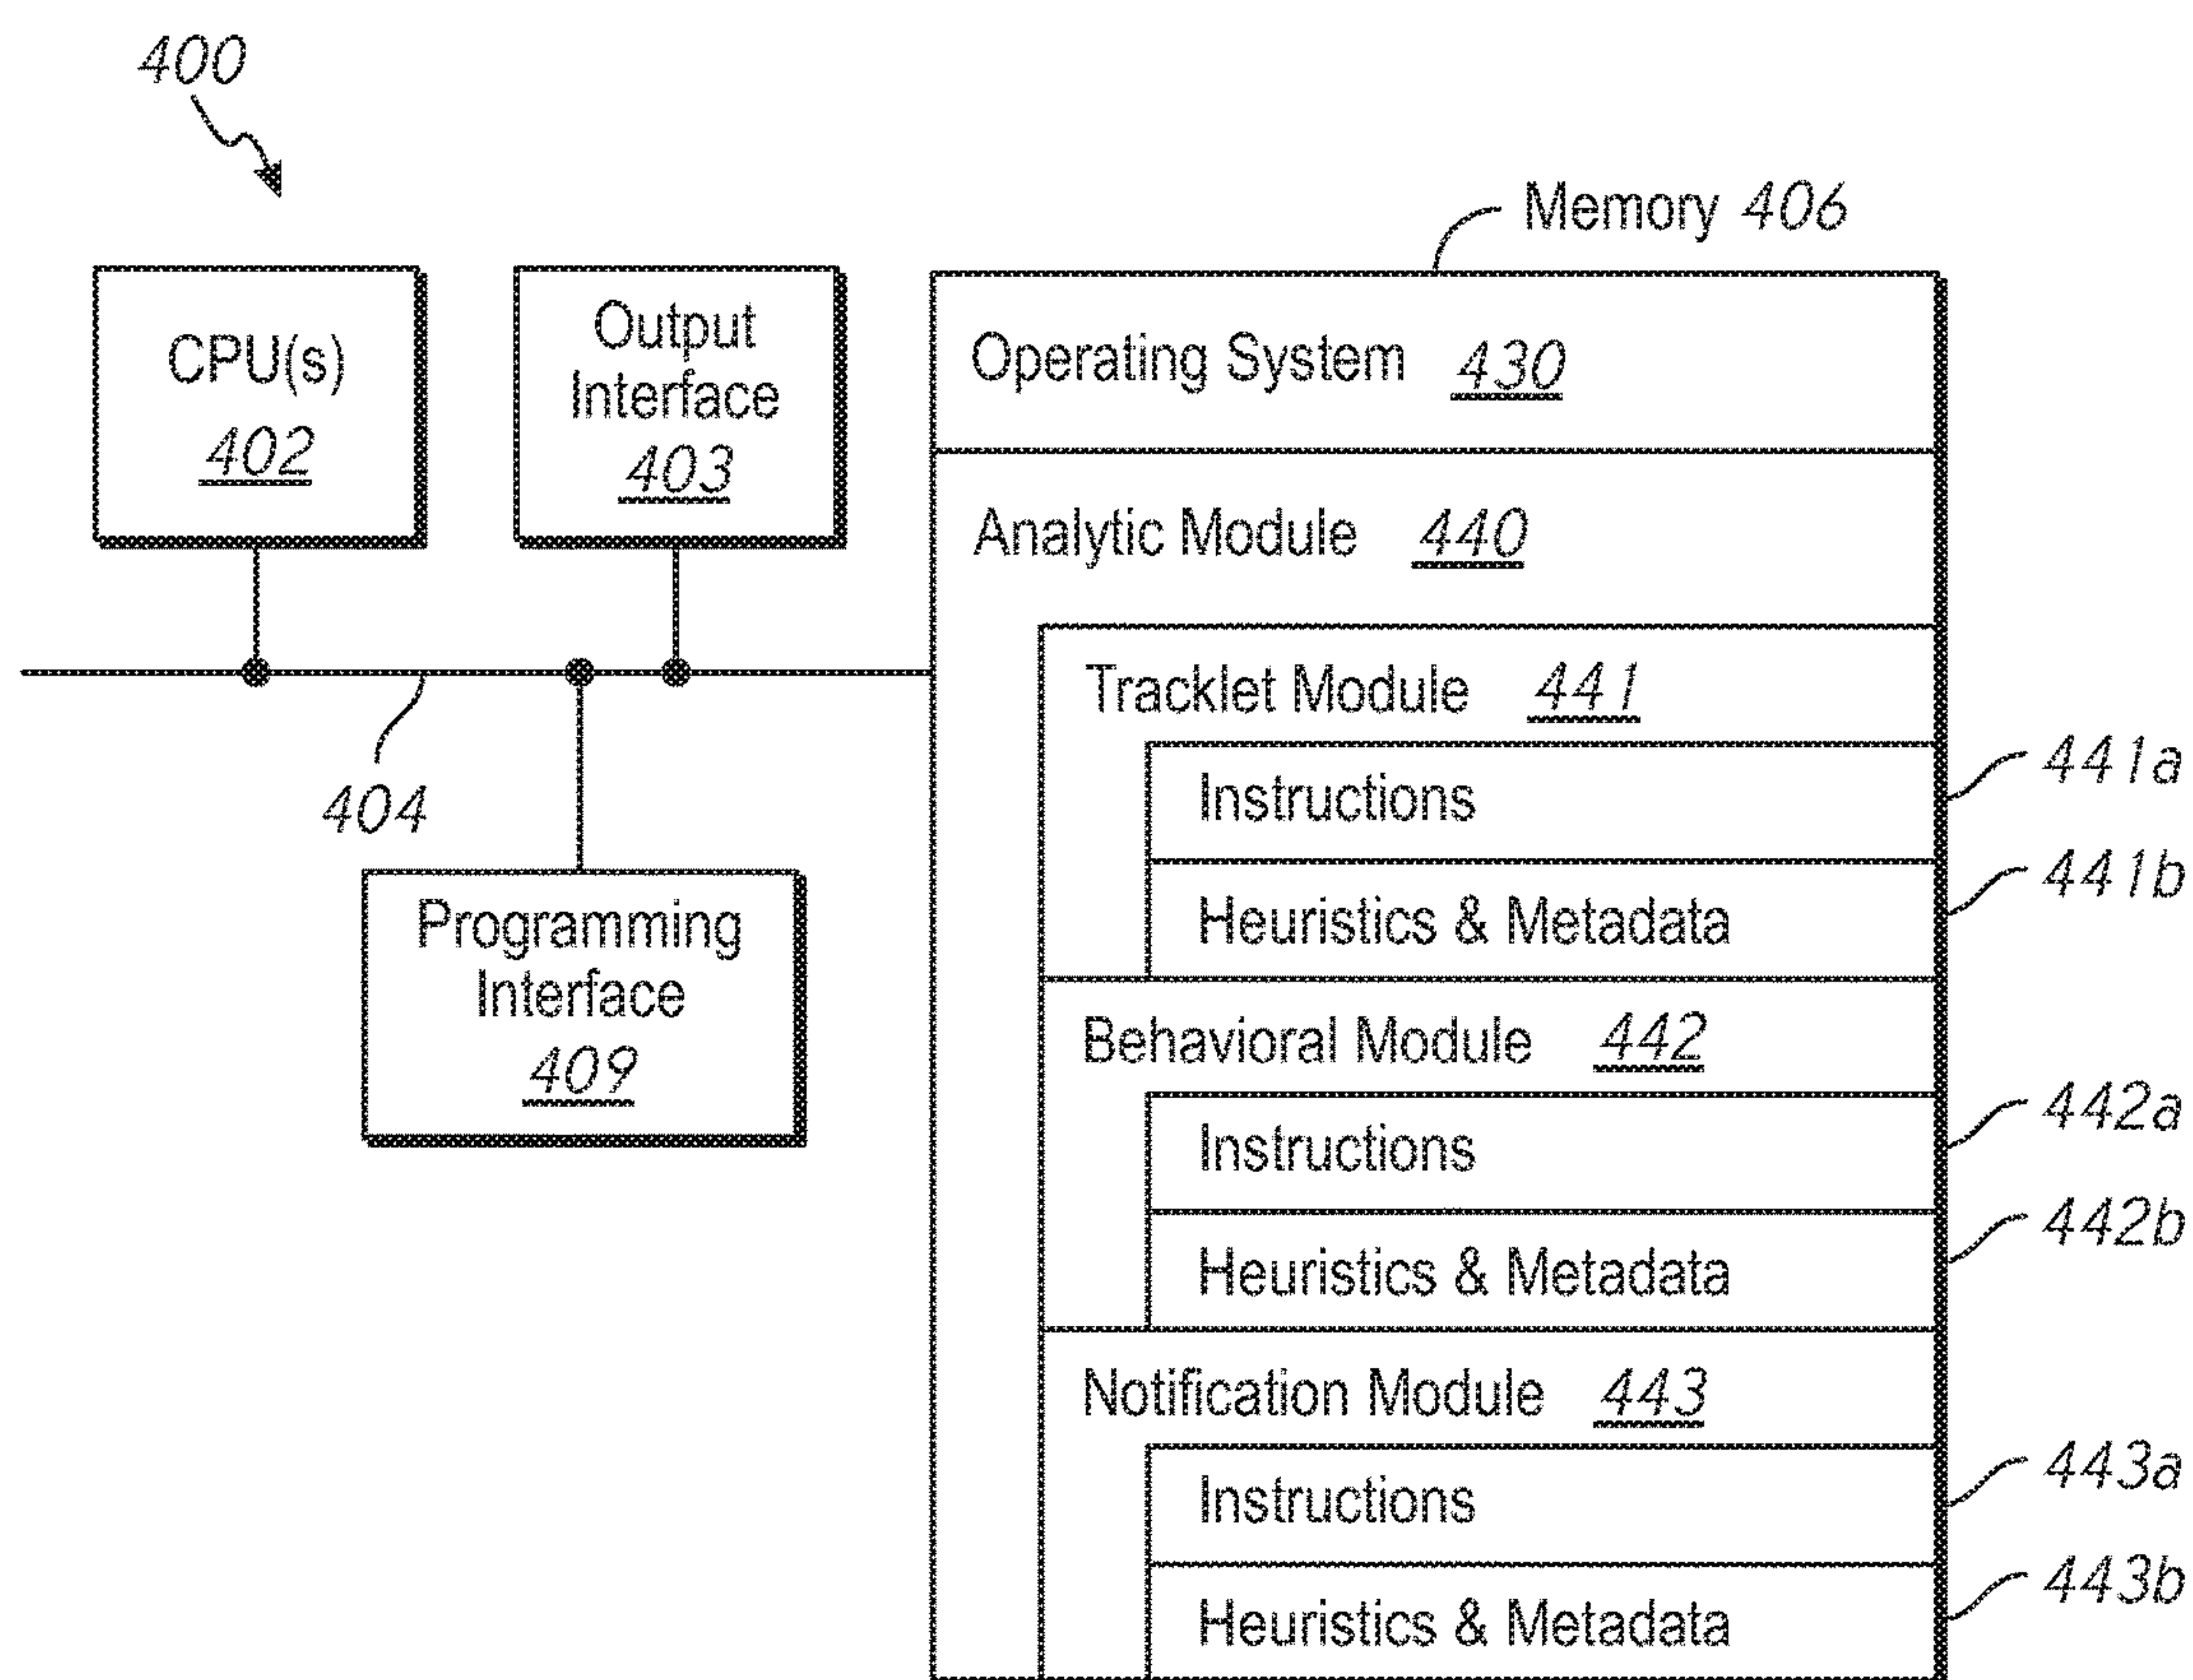 400
Memory 406
CPU(s)
402
Output
Interface
403
404
Programming
Interface
409
Operating System 430
Analytic Module 440
Tracklet Module 441
Instructions
441a
Heuristics & Metadata
441b
Behavioral Module 442
Instructions
442a
Heuristics & Metadata
442b
Notification Module 443
Instructions
443a
Heuristics & Metadata
443b